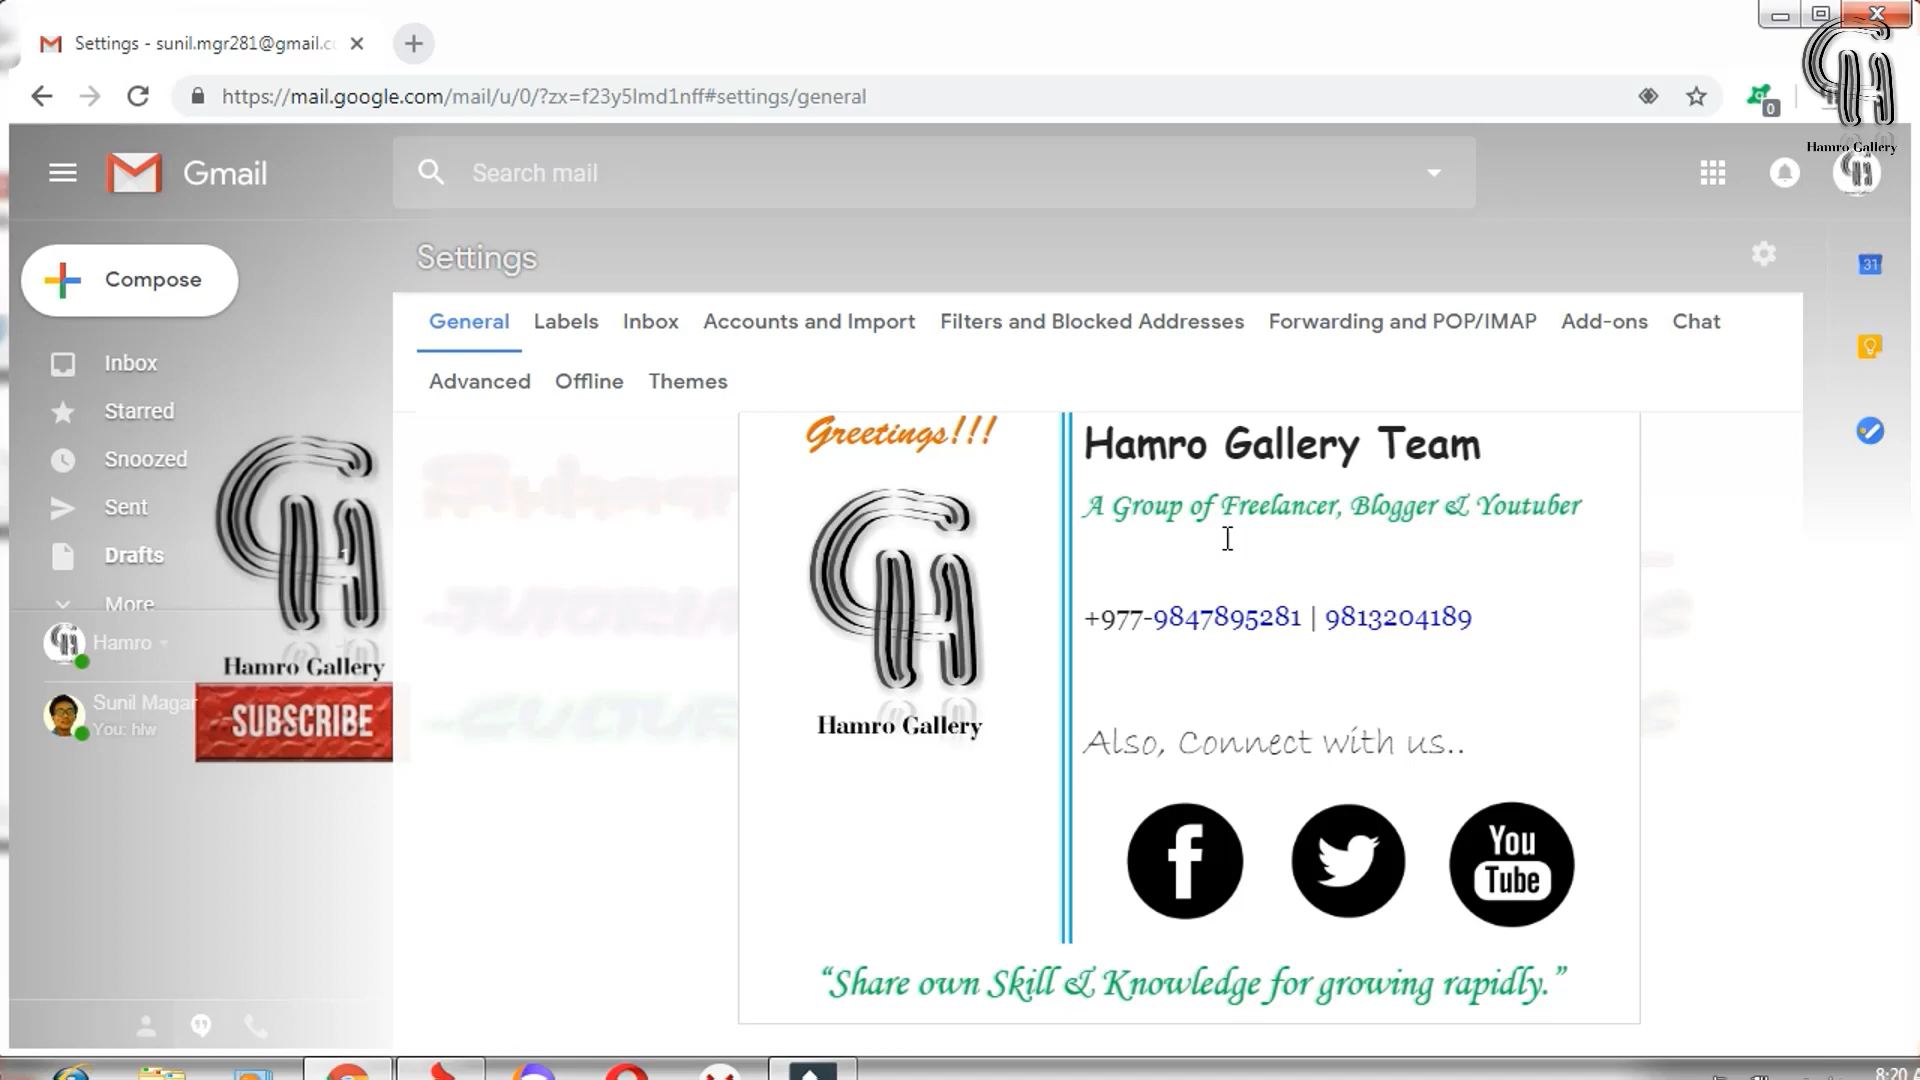 Settings - sunil.mgr281@gmail.c
https://mail.google.com/mail/u/0/?zx=f23y5lmd1nff#settings/general
0
Hamro Gallery
Gmail
Search mail
Settings
Compose
31
General Labels Inbox Accounts and Import Filters and Blocked Addresses Forwarding and POP/IMAP Add-ons Chat
Advanced Offline Themes
Inbox
Starred
Snoozed
Sent
Drafts 1
More
Hamro
Sunil Magar
You: hlw
Hamro Gallery
SUBSCRIBE
Greetings!!!
Hamro Gallery
Hamro Gallery Team
A Group of Freelancer, Blogger & Youtuber
+977-9847895281 | 9813204189
Also, Connect with us..
You
Tube
“Share own Skill & Knowledge for growing rapidly.”
8:20